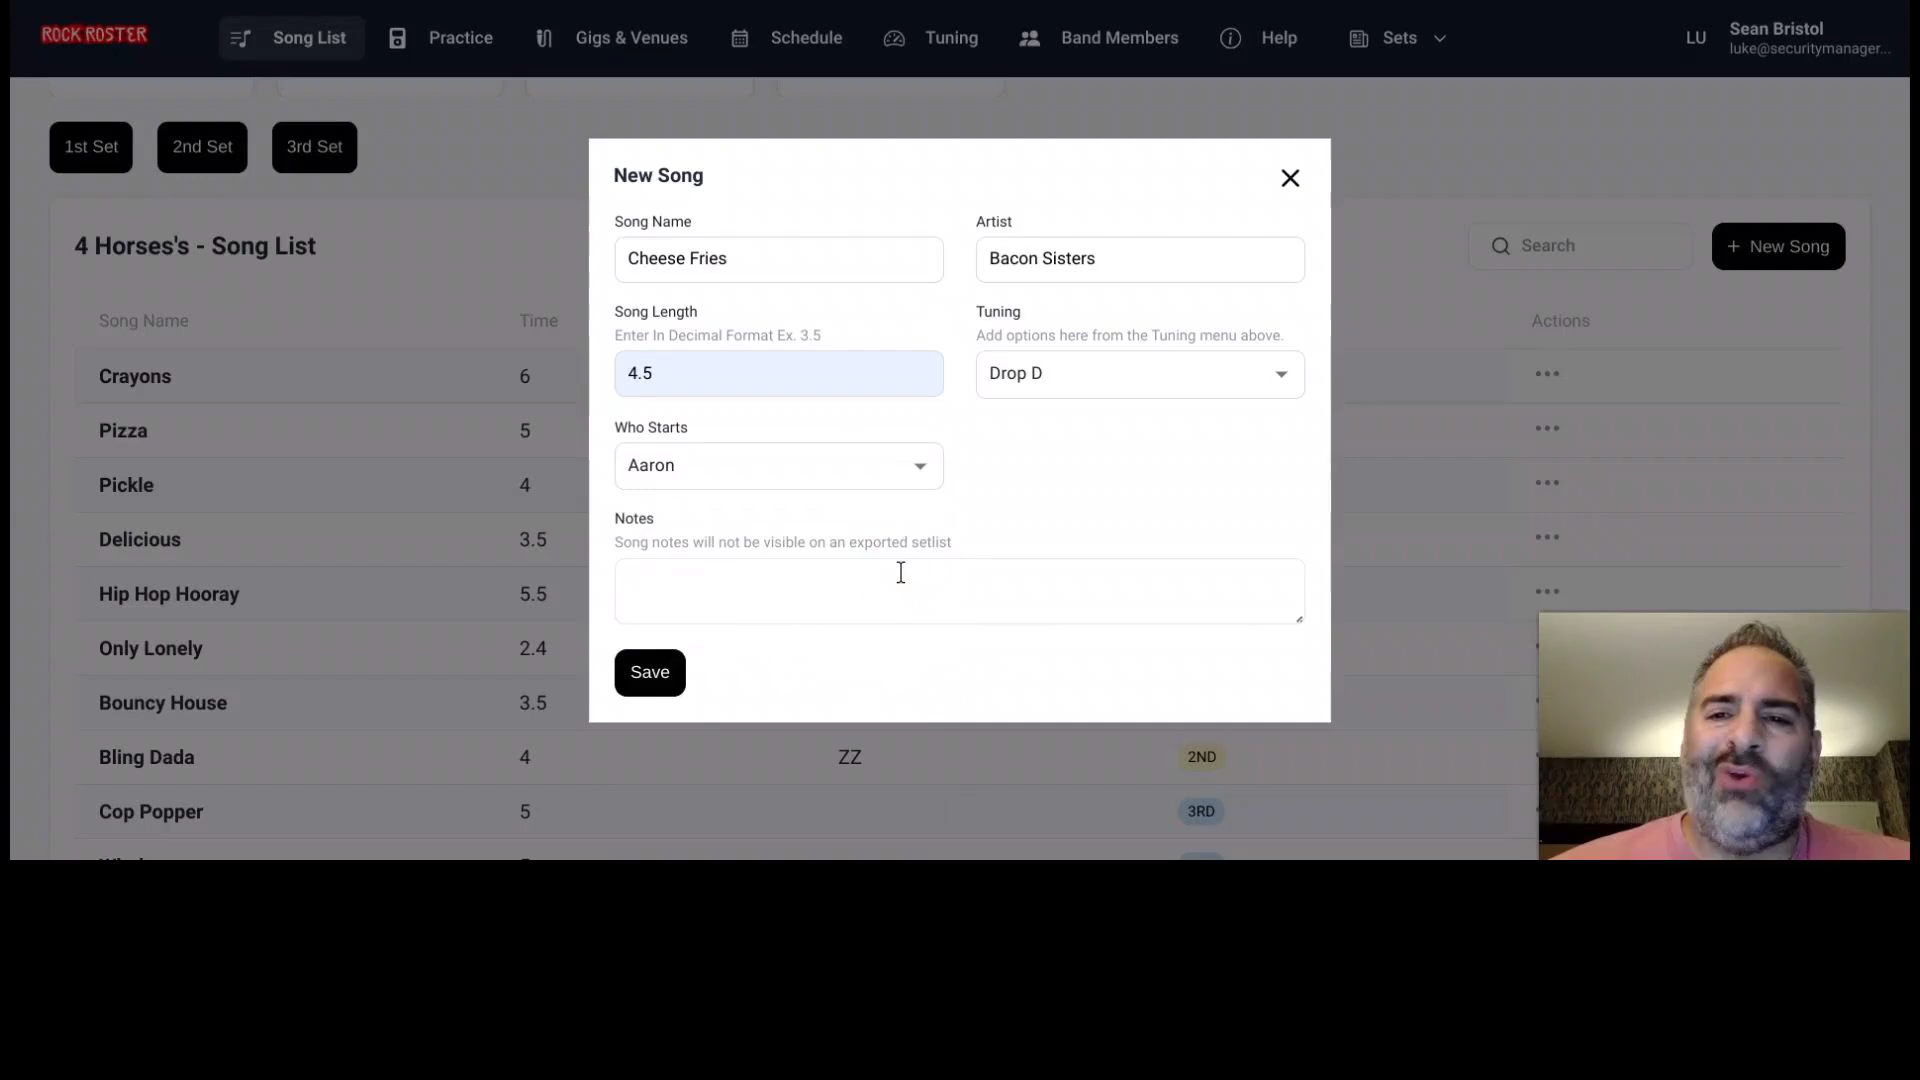 ROCK ROSTER
Song List
Practice
Gigs & Venues
Schedule
Tuning
Band Members
Help
Sets
LU
Sean Bristol
luke@securitymanager...
1st Set
2nd Set
3rd Set
4 Horses's - Song List
Search
+ New Song
Song Name
Time
Actions
Crayons
6
Pizza
5
Pickle
4
Delicious
3.5
Hip Hop Hooray
5.5
Only Lonely
2.4
Bouncy House
3.5
Bling Dada
4
ZZ
2ND
Cop Popper
5
3RD
New Song
Song Name
Artist
Cheese Fries
Bacon Sisters
Song Length
Tuning
Enter In Decimal Format Ex. 3.5
Add options here from the Tuning menu above.
4.5
Drop D
Who Starts
Aaron
Notes
Song notes will not be visible on an exported setlist
Save